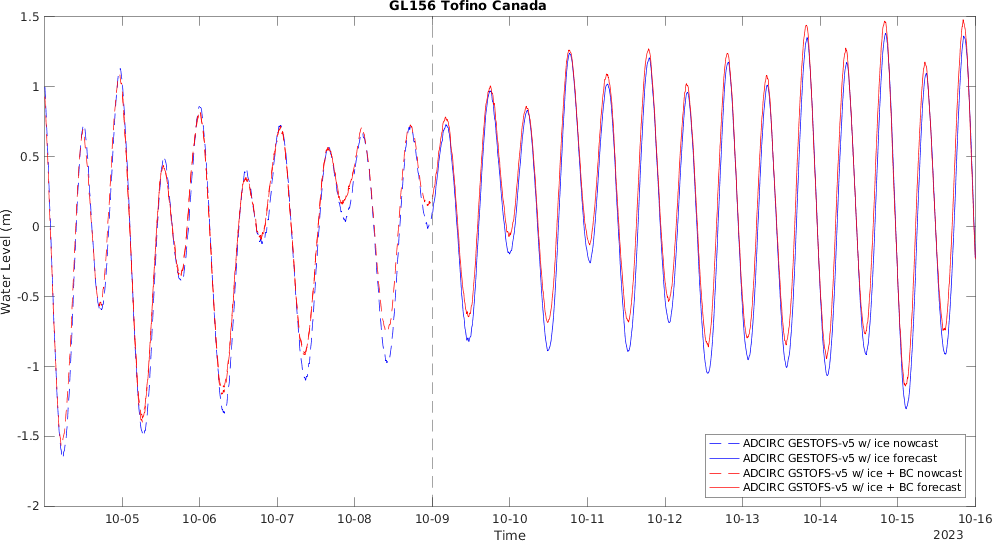 GL156 Tofino Canada
1.5
1
0.5
0
-0.5
-1
-1.5
-2
Water Level (m)
10-05 10-06 10-07 10-08 10-09 10-10 10-11 10-12 10-13 10-14 10-15 10-16
Time
2023
ADCIRC GESTOFS-v5 w/ ice nowcast
ADCIRC GESTOFS-v5 w/ ice forecast
ADCIRC GSTOFS-v5 w/ ice + BC nowcast
ADCIRC GSTOFS-v5 w/ ice + BC forecast